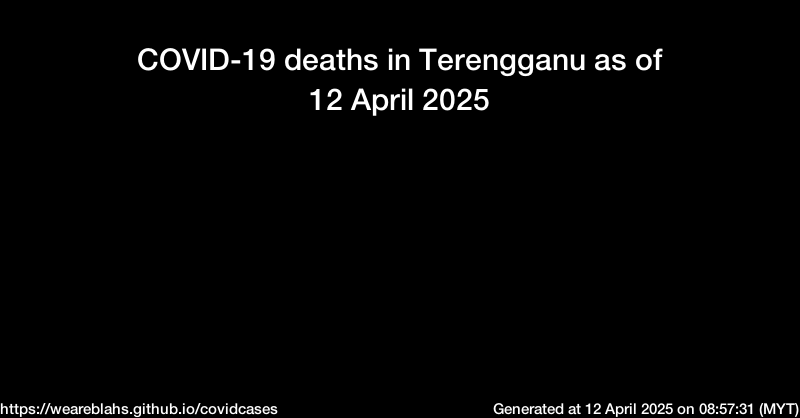 COVID-19 deaths in Terengganu as of
12 April 2025
https://weareblahs.github.io/covidcases
Generated at 12 April 2025 on 08:57:31 (MYT)